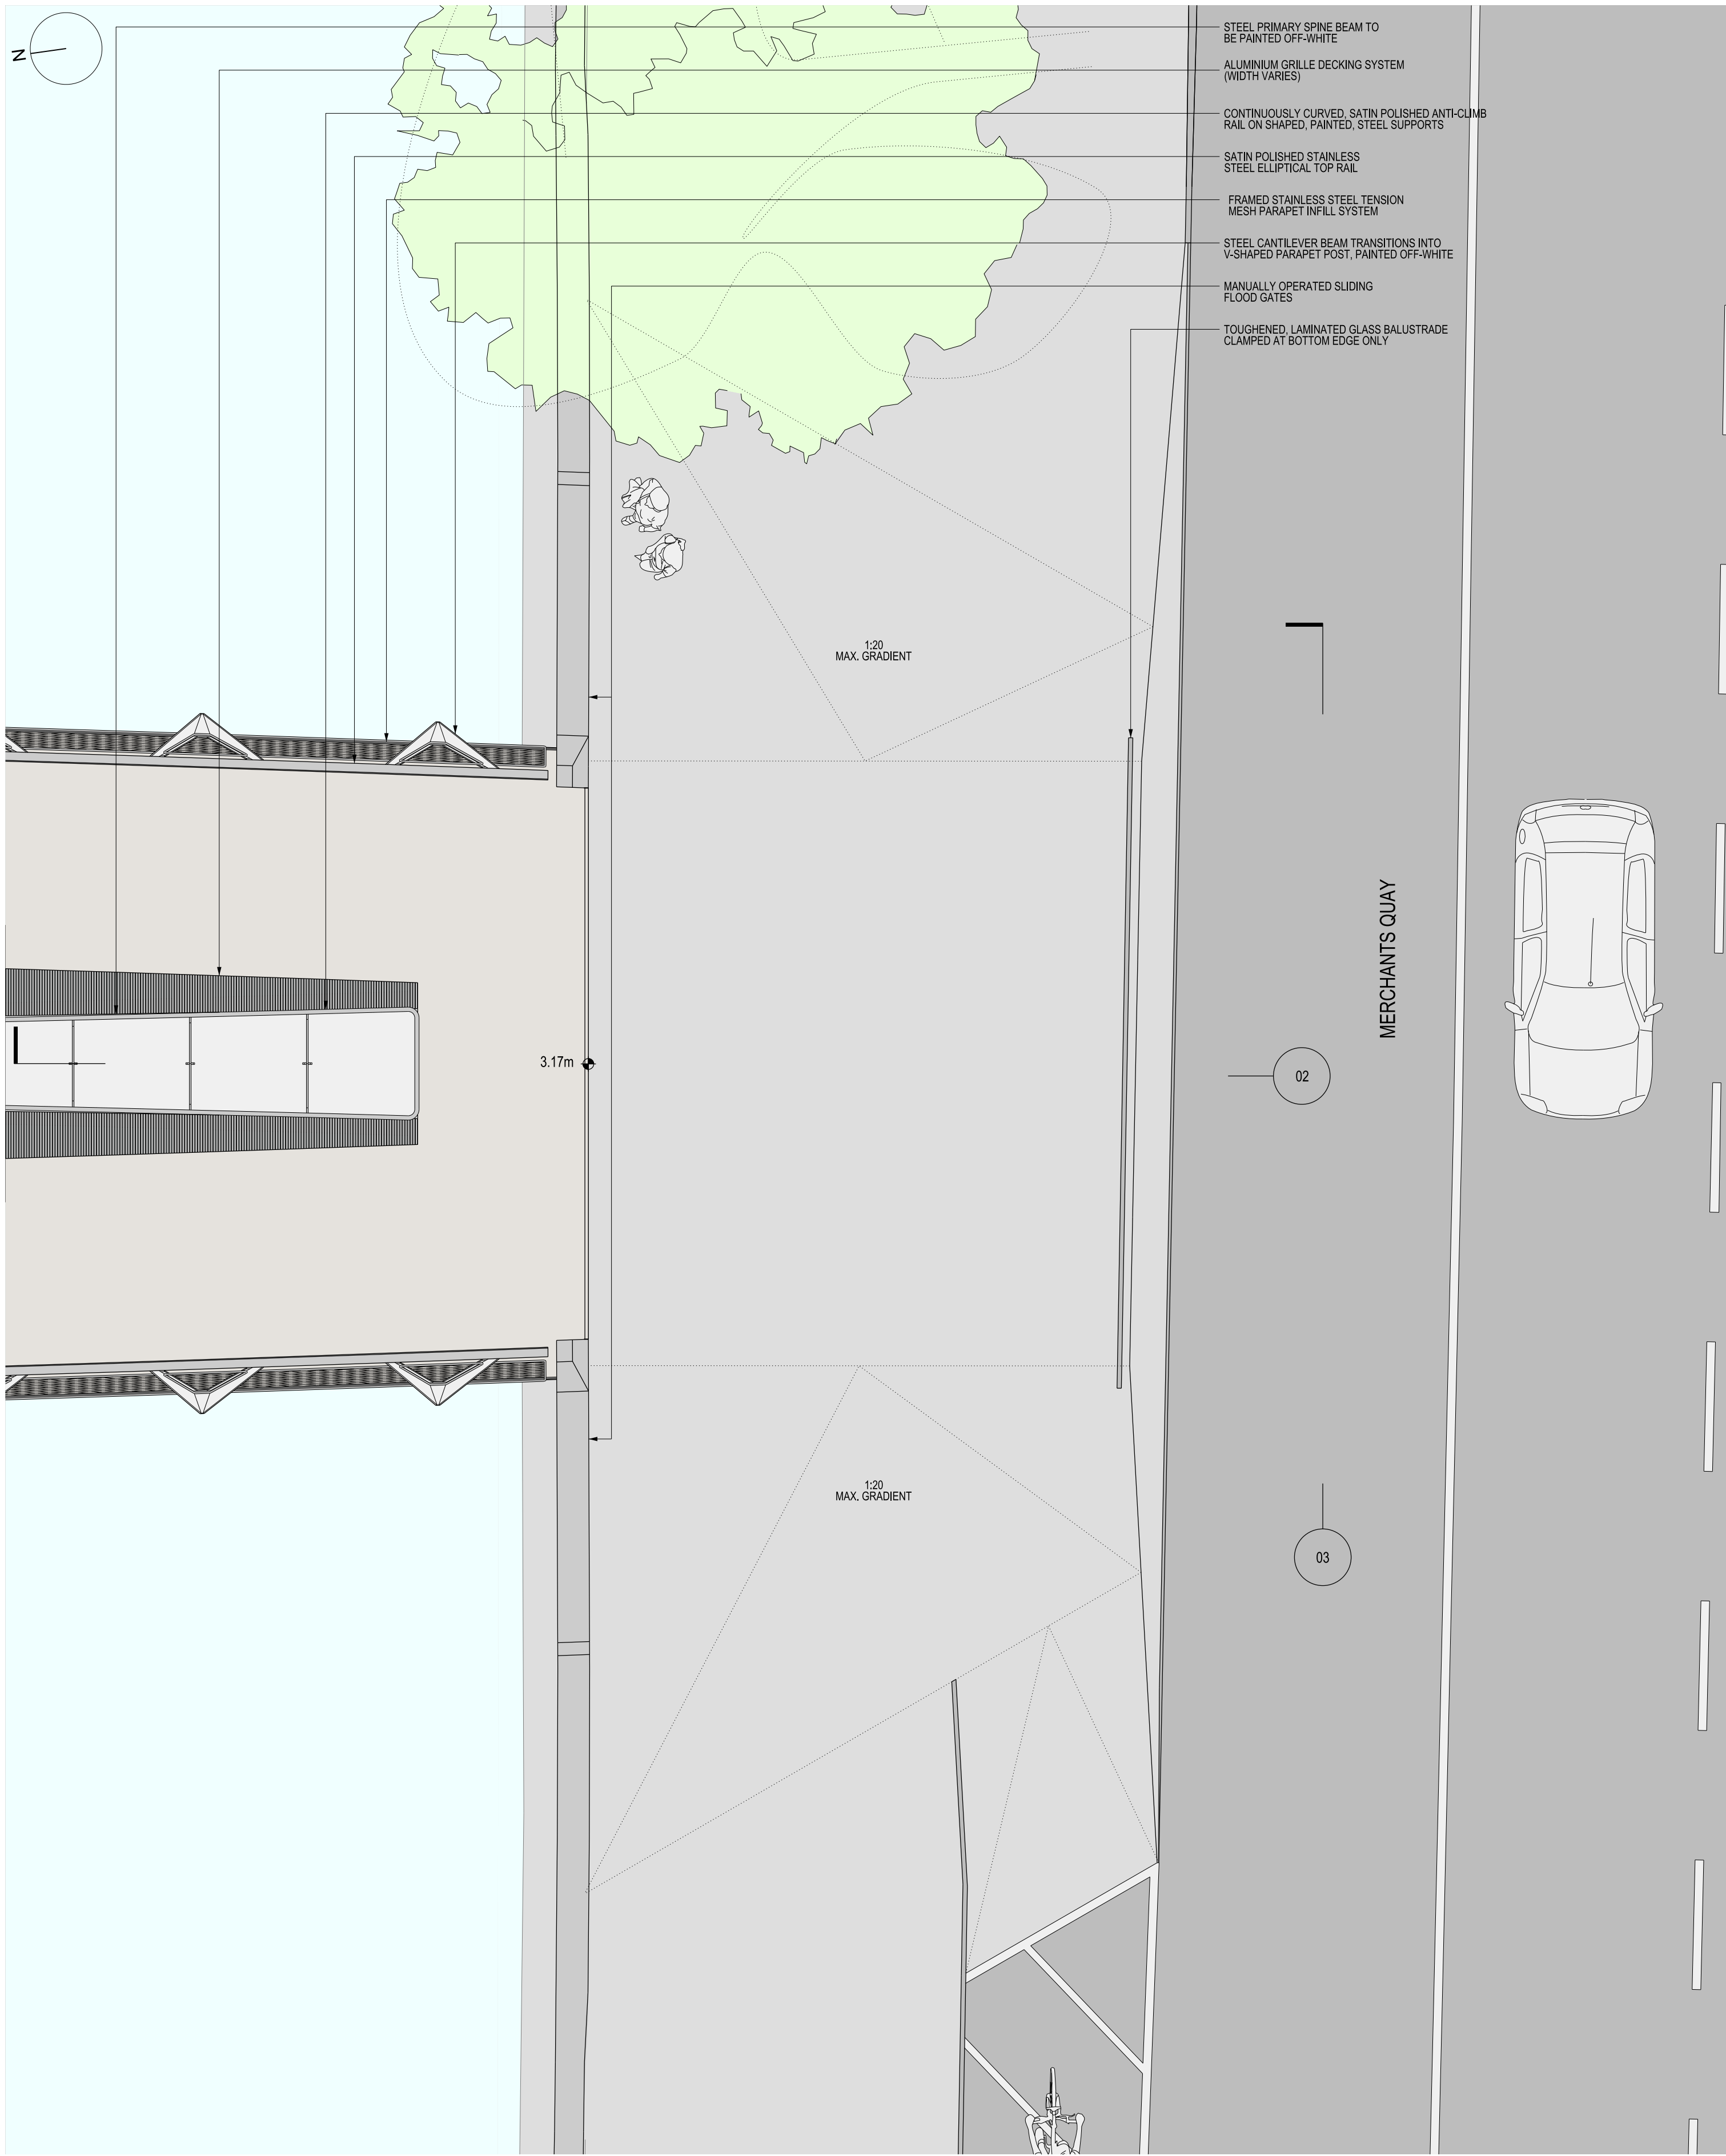 N
STEEL PRIMARY SPINE BEAM TO
BE PAINTED OFF-WHITE
ALUMINIUM GRILLE DECKING SYSTEM
(WIDTH VARIES)
CONTINUOUSLY CURVED, SATIN POLISHED ANTI-CLIMB
RAIL ON SHAPED, PAINTED, STEEL SUPPORTS
SATIN POLISHED STAINLESS
STEEL ELLIPTICAL TOP RAIL
FRAMED STAINLESS STEEL TENSION
MESH PARAPET INFILL SYSTEM
STEEL CANTILEVER BEAM TRANSITIONS INTO
V-SHAPED PARAPET POST, PAINTED OFF-WHITE
MANUALLY OPERATED SLIDING
FLOOD GATES
TOUGHENED, LAMINATED GLASS BALUSTRADE
CLAMPED AT BOTTOM EDGE ONLY
1:20
MAX. GRADIENT
MERCHANTS QUAY
3.17m
02
1:20
MAX. GRADIENT
03